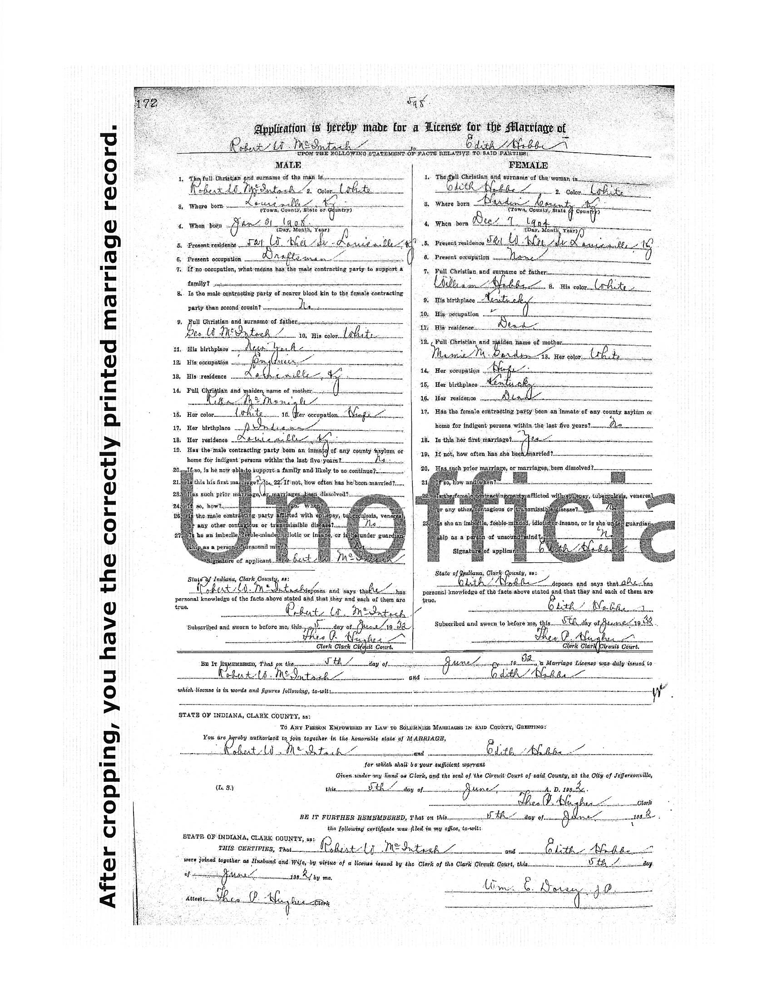 After cropping, you have the correctly printed marriage record.
172
598
Application is hereby made for a License for the Marriage of
Robert W. McIntosh to Edith Hobbs
UPON THE FOLLOWING STATEMENT OF FACTS RELATIVE TO SAID PARTIES:
MALE
1. The full Christian and surname of the man is
Robert W. McIntosh 2. Color White
3. Where born Louisville, Ky
(Town, County, State or Country)
4. When born Jan 31 1908
(Day, Month, Year)
5. Present residence 521 W. Hill St. Louisville Ky
6. Present occupation Draftsman
7. If no occupation, what means has the male contracting party to support a
family?
8. Is the male contracting party of nearer blood kin to the female contracting
party than second cousin? No
9. Full Christian and surname of father
Geo W. McIntosh 10. His color White
11. His birthplace New York
12. His occupation Engineer
13. His residence Louisville, Ky
14. Full Christian and maiden name of mother
McMonigle
15. Her color White 16. Her occupation Hwfe
17. Her birthplace Indiana
18. Her residence Louisville Ky
19. Has the male contracting party been an inmate of any county asylum or
home for indigent persons within the last five years? No
20. If so, is he now able to support a family and likely to so continue?
21. Is this his first marriage? Yes 22. If not, how often has he been married?
23. Has such prior marriage, or marriages, been dissolved?
24. If so, how? 25. When?
26. Is the male contracting party afflicted with epilepsy, tuberculosis, venereal,
or any other contagious or transmissible disease? No
27. Is he an imbecile, feeble-minded, idiotic or insane, or is he under guardian-
ship as a person of unsound mind? No
Signature of applicant Robert W. McIntosh
State of Indiana, Clark County, ss:
Robert W. McIntosh deposes and says that he has
personal knowledge of the facts above stated and that they and each of them are
true.
Robert W. McIntosh
Subscribed and sworn to before me, this 5 day of June 1932
Theo P. Hughes
Clerk Clark Circuit Court.
FEMALE
1. The full Christian and surname of the woman is
Edith Hobbs 2. Color White
3. Where born Hardin County Ky
(Town, County, State or Country)
4. When born Dec 7, 1904
(Day, Month, Year)
5. Present residence 521 W. Hill St Louisville, Ky
6. Present occupation None
7. Full Christian and surname of father
William Hobbs 8. His color White
9. His birthplace Kentucky
10. His occupation
11. His residence Dead
12. Full Christian and maiden name of mother
Mamie M. Gordon 13. Her color White
14. Her occupation Hwfe
15. Her birthplace Kentucky
16. Her residence Dead
17. Has the female contracting party been an inmate of any county asylum or
home for indigent persons within the last five years? No
18. Is this her first marriage? Yes
19. If not, how often has she been married?
20. Has such prior marriage, or marriages, been dissolved?
21. If so, how and when?
22. Is the female contracting party afflicted with epilepsy, tuberculosis, venereal
or any other contagious or transmissible disease? No
23. Is she an imbecile, feeble-minded, idiotic or insane, or is she under guardian-
ship as a person of unsound mind? No
Signature of applicant Edith Hobbs
State of Indiana, Clark County, ss:
Edith Hobbs deposes and says that she has
personal knowledge of the facts above stated and that they and each of them are
true.
Edith Hobbs
Subscribed and sworn to before me, this 5th day of June 1932
Theo P. Hughes
Clerk Clark Circuit Court.
Unofficia
BE IT REMEMBERED, That on the 5th day of June 1932, a Marriage License was duly issued to
Robert W. McIntosh and Edith Hobbs
which license is in words and figures following, to-wit:
STATE OF INDIANA, CLARK COUNTY, ss:
TO ANY PERSON EMPOWERED BY LAW TO SOLEMNIZE MARRIAGES IN SAID COUNTY, GREETING:
You are hereby authorized to join together in the honorable state of MARRIAGE,
Robert W. McIntosh and Edith Hobbs
for which shall be your sufficient warrant
Given under my hand as Clerk, and the seal of the Circuit Court of said County, at the City of Jeffersonville,
(L. S.) this 5th day of June, A. D. 1932.
Theo P. Hughes Clerk
BE IT FURTHER REMEMBERED, That on this 5th day of June 1932.
the following certificate was filed in my office, to-wit:
STATE OF INDIANA, CLARK COUNTY, ss:
THIS CERTIFIES, That Robert W. McIntosh and Edith Hobbs
were joined together as Husband and Wife, by virtue of a license issued by the Clerk of the Clark Circuit Court, this 5th day
of June 1932, by me.
Wm. E. Dorsey J.P.
Attest: Theo P. Hughes Clerk